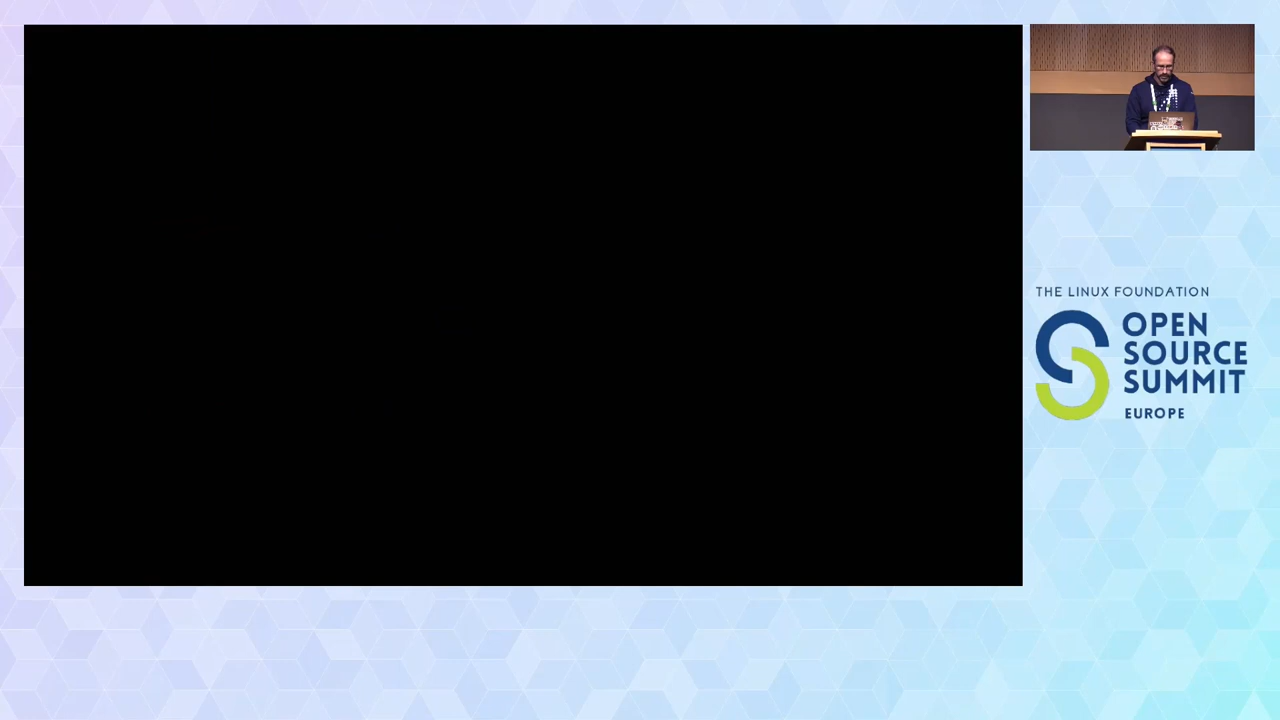 THE LINUX FOUNDATION
OPEN
SOURCE
SUMMIT
EUROPE